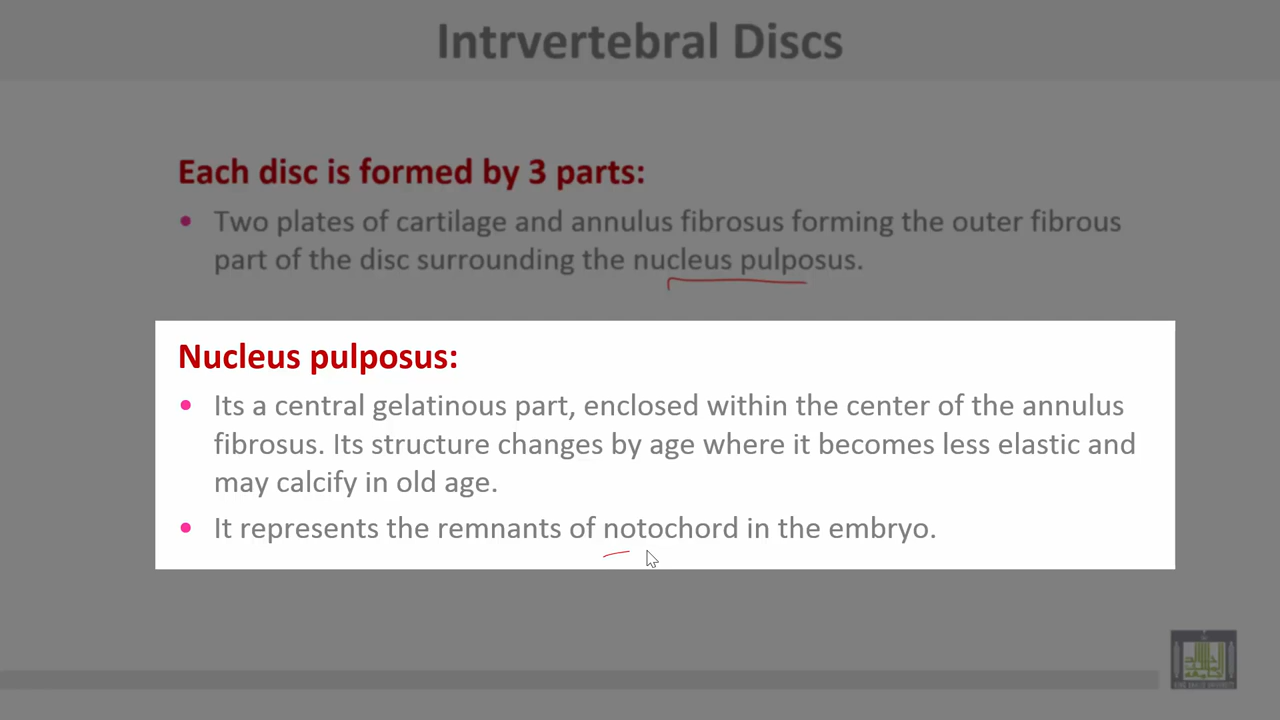 Intrvertebral Discs
Each disc is formed by 3 parts:
• Two plates of cartilage and annulus fibrosus forming the outer fibrous
part of the disc surrounding the nucleus pulposus.
Nucleus pulposus:
• Its a central gelatinous part, enclosed within the center of the annulus
fibrosus. Its structure changes by age where it becomes less elastic and
may calcify in old age.
• It represents the remnants of notochord in the embryo.